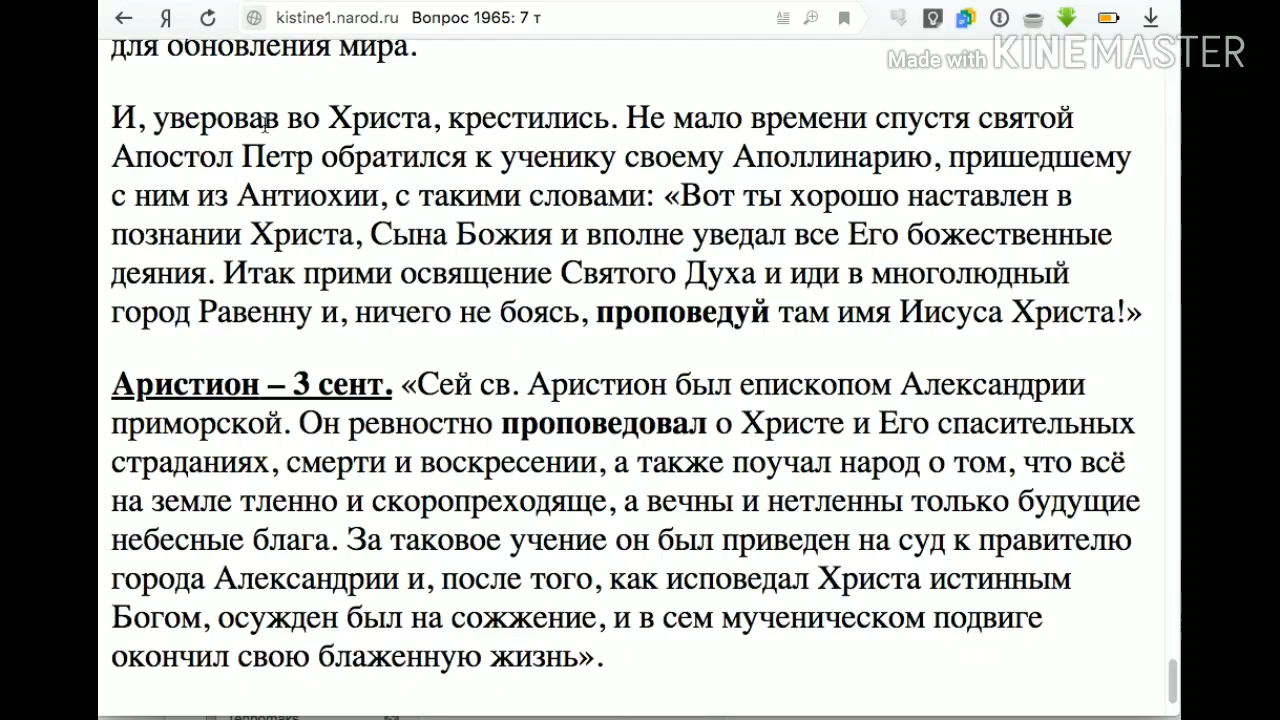 kistine1.narod.ru Вопрос 1965: 7 т
Made with KINEMASTER
для обновления мира.
И, уверовав во Христа, крестились. Не мало времени спустя святой
Апостол Петр обратился к ученику своему Аполлинарию, пришедшему
с ним из Антиохии, с такими словами: «Вот ты хорошо наставлен в
познании Христа, Сына Божия и вполне уведал все Его божественные
деяния. Итак прими освящение Святого Духа и иди в многолюдный
город Равенну и, ничего не боясь, проповедуй там имя Иисуса Христа!»
Аристион – 3 сент. «Сей св. Аристион был епископом Александрии
приморской. Он ревностно проповедовал о Христе и Его спасительных
страданиях, смерти и воскресении, а также поучал народ о том, что всё
на земле тленно и скоропреходяще, а вечны и нетленны только будущие
небесные блага. За таковое учение он был приведен на суд к правителю
города Александрии и, после того, как исповедал Христа истинным
Богом, осужден был на сожжение, и в сем мученическом подвиге
окончил свою блаженную жизнь».